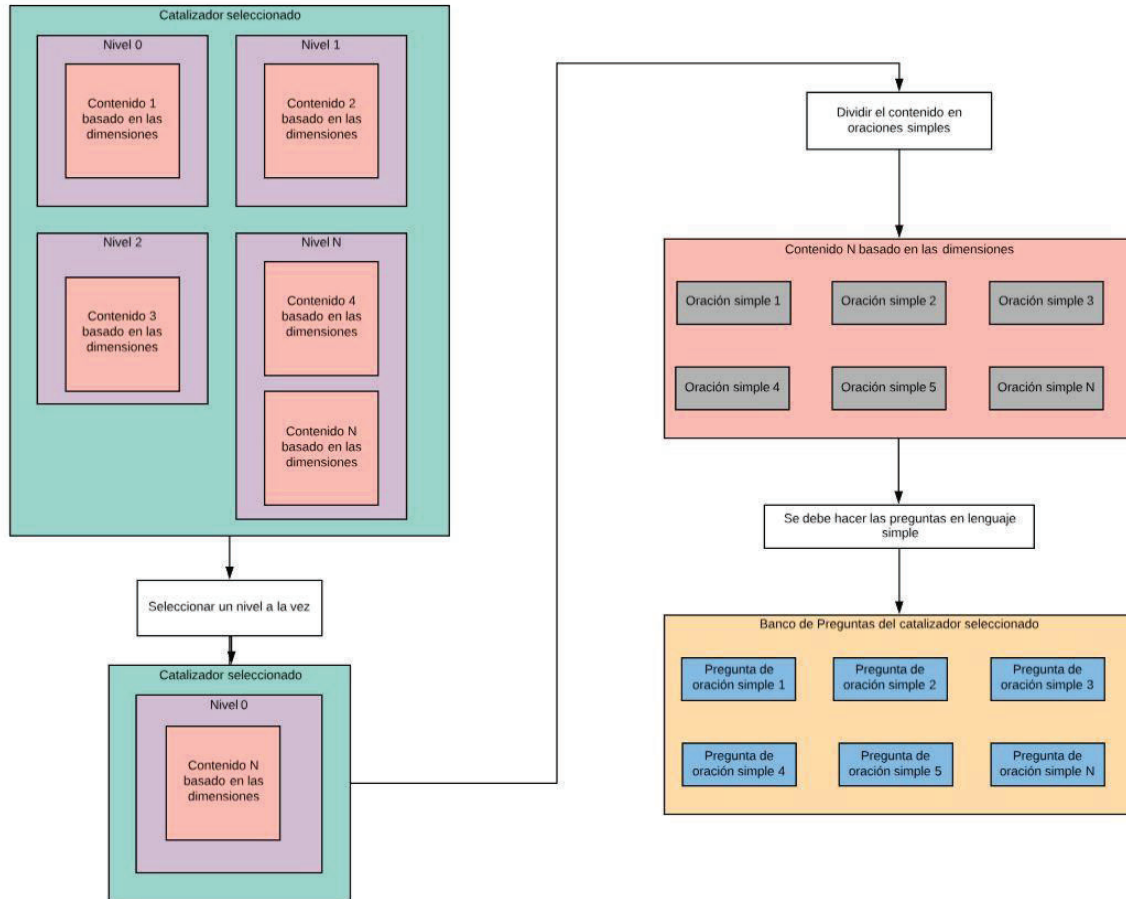 Catalizador seleccionado
Nivel 0
Contenido 1
basado en las
dimensiones
Nivel 1
Contenido 2
basado en las
dimensiones
Nivel 2
Contenido 3
basado en las
dimensiones
Nivel N
Contenido 4
basado en las
dimensiones
Contenido N
basado en las
dimensiones
Seleccionar un nivel a la vez
Catalizador seleccionado
Nivel 0
Contenido N
basado en las
dimensiones
Dividir el contenido en
oraciones simples
Contenido N basado en las dimensiones
Oración simple 1
Oración simple 2
Oración simple 3
Oración simple 4
Oración simple 5
Oración simple N
Se debe hacer las preguntas en lenguaje
simple
Banco de Preguntas del catalizador seleccionado
Pregunta de
oración simple 1
Pregunta de
oración simple 2
Pregunta de
oración simple 3
Pregunta de
oración simple 4
Pregunta de
oración simple 5
Pregunta de
oración simple N